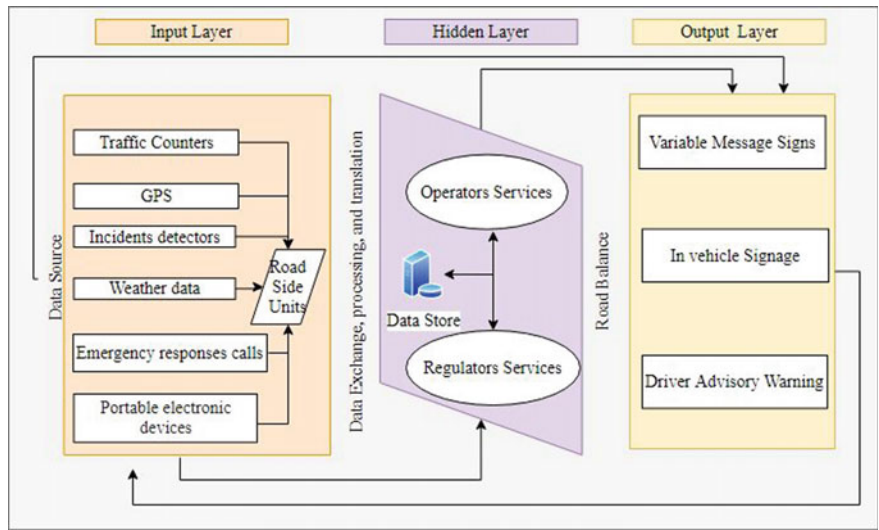 Input Layer
Hidden Layer
Output Layer
Data Source
Traffic Counters
GPS
Incidents detectors
Weather data
Emergency responses calls
Portable electronic
devices
Road
Side
Units
Data Exchange, processing, and translation
Operators Services
Data Store
Regulators Services
Road Balance
Variable Message Signs
In vehicle Signage
Driver Advisory Warning